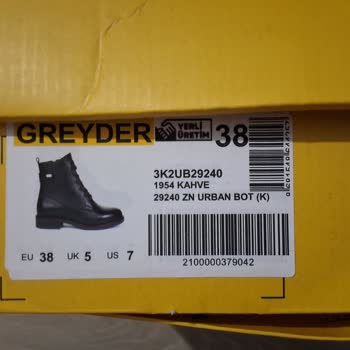 GREYDER
YERLİ
ÜRETİM
38
3K2UB29240
1954 KAHVE
29240 ZN URBAN BOT (K)
EU 38 UK 5 US 7
2100000379042